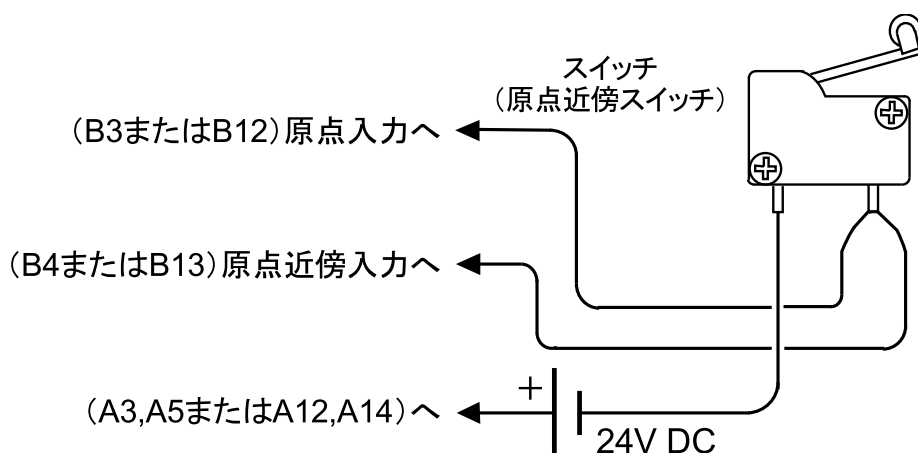 スイッチ
（原点近傍スイッチ）
（B3またはB12）原点入力へ
（B4またはB13）原点近傍入力へ
（A3,A5またはA12,A14）へ
+
24V DC